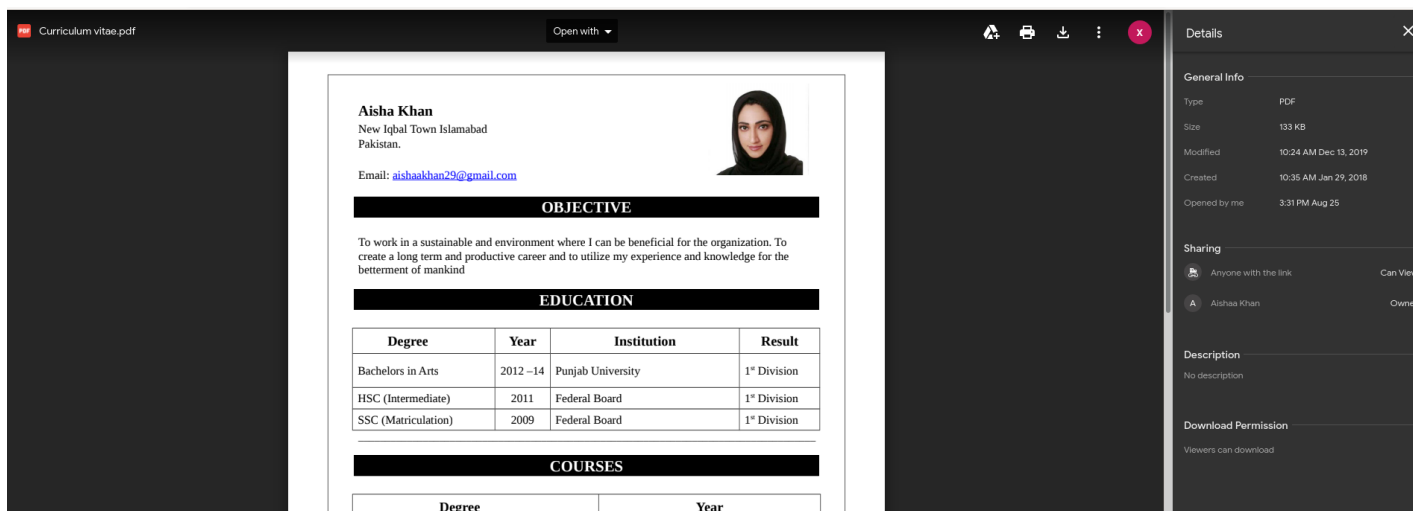 PDF Curriculum vitae.pdf
Open with
X
Aisha Khan
New Iqbal Town Islamabad
Pakistan.
Email: aishaakhan29@gmail.com
OBJECTIVE
To work in a sustainable and environment where I can be beneficial for the organization. To
create a long term and productive career and to utilize my experience and knowledge for the
betterment of mankind
EDUCATION
Degree Year Institution Result
Bachelors in Arts 2012 –14 Punjab University 1st Division
HSC (Intermediate) 2011 Federal Board 1st Division
SSC (Matriculation) 2009 Federal Board 1st Division
COURSES
Degree Year
Details
General Info
Type PDF
Size 133 KB
Modified 10:24 AM Dec 13, 2019
Created 10:35 AM Jan 29, 2018
Opened by me 3:31 PM Aug 25
Sharing
Anyone with the link Can View
A Aishaa Khan Owne
Description
No description
Download Permission
Viewers can download